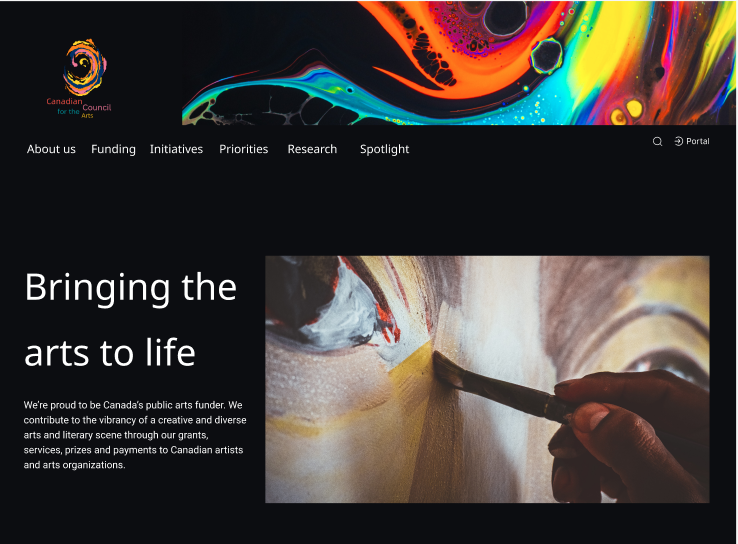 Canadian Council
for the Arts
About us Funding Initiatives Priorities Research Spotlight
Portal
Bringing the
arts to life
We're proud to be Canada's public arts funder. We
contribute to the vibrancy of a creative and diverse
arts and literary scene through our grants,
services, prizes and payments to Canadian artists
and arts organizations.